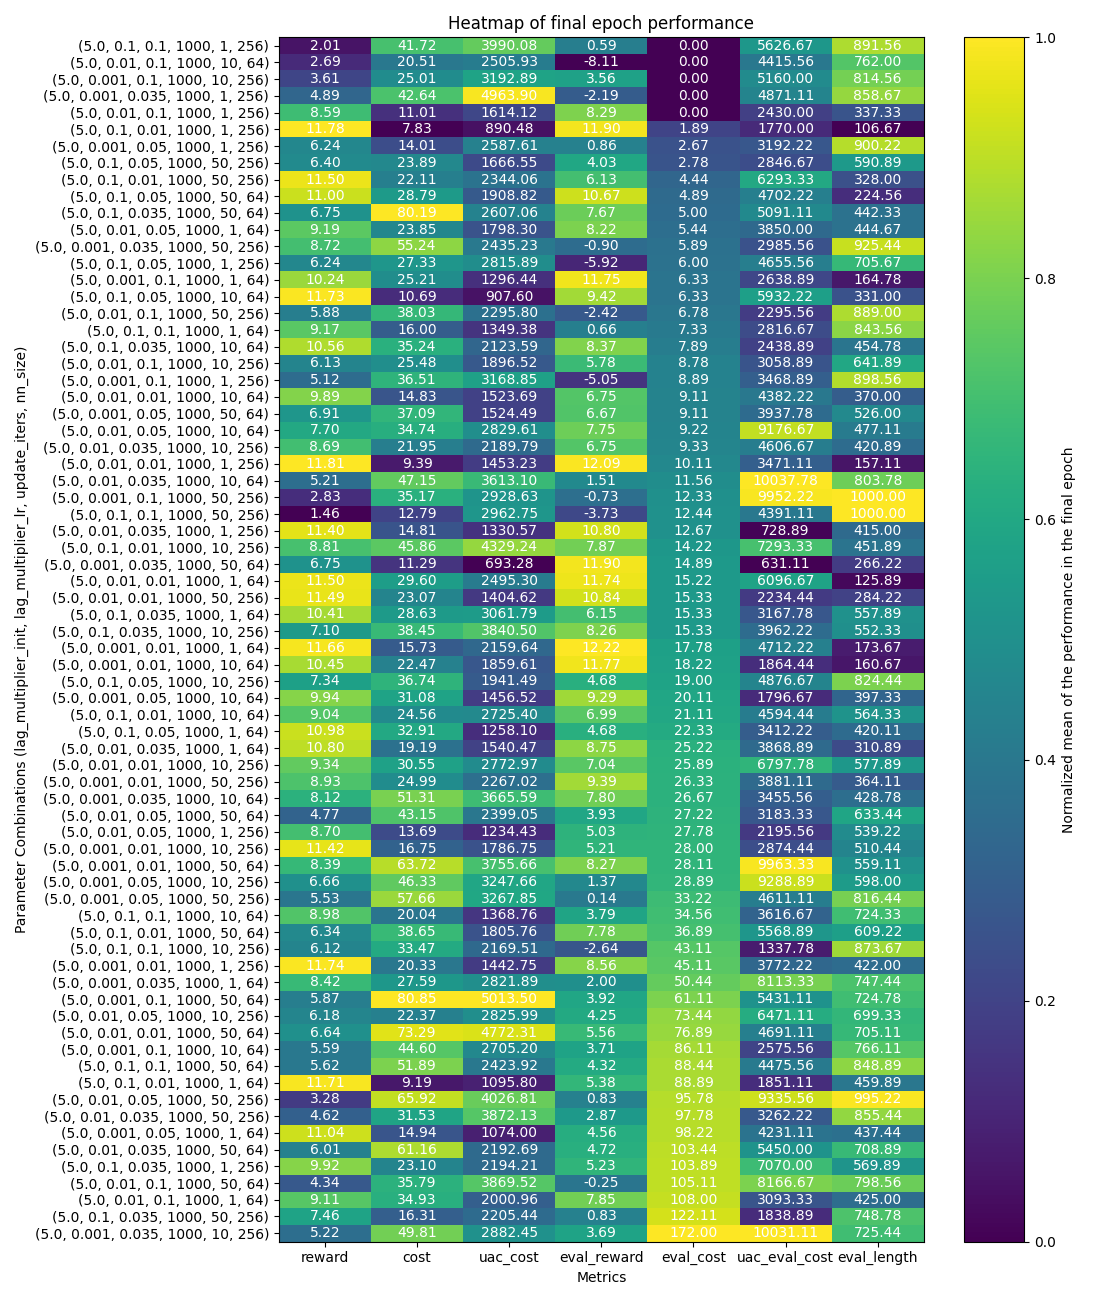 Heatmap of final epoch performance
(5.0, 0.1, 0.1, 1000, 1, 256) 2.01 41.72 3990.08 0.59 0.00 5626.67 891.56
(5.0, 0.01, 0.1, 1000, 10, 64) 2.69 20.51 2505.93 -8.11 0.00 4415.56 762.00
(5.0, 0.001, 0.1, 1000, 10, 256) 3.61 25.01 3192.89 3.56 0.00 5160.00 814.56
(5.0, 0.001, 0.035, 1000, 1, 256) 4.89 42.64 4963.90 -2.19 0.00 4871.11 858.67
(5.0, 0.01, 0.1, 1000, 1, 256) 8.59 11.01 1614.12 8.29 0.00 2430.00 337.33
(5.0, 0.1, 0.01, 1000, 1, 256) 11.78 7.83 890.48 11.90 1.89 1770.00 106.67
(5.0, 0.001, 0.05, 1000, 1, 256) 6.24 14.01 2587.61 0.86 2.67 3192.22 900.22
(5.0, 0.1, 0.05, 1000, 50, 256) 6.40 23.89 1666.55 4.03 2.78 2846.67 590.89
(5.0, 0.1, 0.01, 1000, 50, 256) 11.50 22.11 2344.06 6.13 4.44 6293.33 328.00
(5.0, 0.1, 0.05, 1000, 50, 64) 11.00 28.79 1908.82 10.67 4.89 4702.22 224.56
(5.0, 0.1, 0.035, 1000, 50, 64) 6.75 80.19 2607.06 7.67 5.00 5091.11 442.33
(5.0, 0.01, 0.05, 1000, 1, 64) 9.19 23.85 1798.30 8.22 5.44 3850.00 444.67
(5.0, 0.001, 0.035, 1000, 50, 256) 8.72 55.24 2435.23 -0.90 5.89 2985.56 925.44
(5.0, 0.1, 0.05, 1000, 1, 256) 6.24 27.33 2815.89 -5.92 6.00 4655.56 705.67
(5.0, 0.001, 0.1, 1000, 1, 64) 10.24 25.21 1296.44 11.75 6.33 2638.89 164.78
(5.0, 0.1, 0.05, 1000, 10, 64) 11.73 10.69 907.60 9.42 6.33 5932.22 331.00
(5.0, 0.01, 0.1, 1000, 50, 256) 5.88 38.03 2295.80 -2.42 6.78 2295.56 889.00
(5.0, 0.1, 0.1, 1000, 1, 64) 9.17 16.00 1349.38 0.66 7.33 2816.67 843.56
(5.0, 0.1, 0.035, 1000, 10, 64) 10.56 35.24 2123.59 8.37 7.89 2438.89 454.78
(5.0, 0.01, 0.1, 1000, 10, 256) 6.13 25.48 1896.52 5.78 8.78 3058.89 641.89
(5.0, 0.001, 0.1, 1000, 1, 256) 5.12 36.51 3168.85 -5.05 8.89 3468.89 898.56
(5.0, 0.01, 0.01, 1000, 10, 64) 9.89 14.83 1523.69 6.75 9.11 4382.22 370.00
(5.0, 0.001, 0.05, 1000, 50, 64) 6.91 37.09 1524.49 6.67 9.11 3937.78 526.00
(5.0, 0.01, 0.05, 1000, 10, 64) 7.70 34.74 2829.61 7.75 9.22 9176.67 477.11
(5.0, 0.01, 0.035, 1000, 10, 256) 8.69 21.95 2189.79 6.75 9.33 4606.67 420.89
(5.0, 0.01, 0.01, 1000, 1, 256) 11.81 9.39 1453.23 12.09 10.11 3471.11 157.11
(5.0, 0.01, 0.035, 1000, 10, 64) 5.21 47.15 3613.10 1.51 11.56 10037.78 803.78
(5.0, 0.001, 0.1, 1000, 50, 256) 2.83 35.17 2928.63 -0.73 12.33 9952.22 1000.00
(5.0, 0.1, 0.1, 1000, 50, 256) 1.46 12.79 2962.75 -3.73 12.44 4391.11 1000.00
(5.0, 0.01, 0.035, 1000, 1, 256) 11.40 14.81 1330.57 10.80 12.67 728.89 415.00
(5.0, 0.1, 0.01, 1000, 10, 256) 8.81 45.86 4329.24 7.87 14.22 7293.33 451.89
(5.0, 0.001, 0.035, 1000, 50, 64) 6.75 11.29 693.28 11.90 14.89 631.11 266.22
(5.0, 0.01, 0.01, 1000, 1, 64) 11.50 29.60 2495.30 11.74 15.22 6096.67 125.89
(5.0, 0.01, 0.01, 1000, 50, 256) 11.49 23.07 1404.62 10.84 15.33 2234.44 284.22
(5.0, 0.1, 0.035, 1000, 1, 64) 10.41 28.63 3061.79 6.15 15.33 3167.78 557.89
(5.0, 0.1, 0.035, 1000, 10, 256) 7.10 38.45 3840.50 8.26 15.33 3962.22 552.33
(5.0, 0.001, 0.01, 1000, 1, 64) 11.66 15.73 2159.64 12.22 17.78 4712.22 173.67
(5.0, 0.001, 0.01, 1000, 10, 64) 10.45 22.47 1859.61 11.77 18.22 1864.44 160.67
(5.0, 0.1, 0.05, 1000, 10, 256) 7.34 36.74 1941.49 4.68 19.00 4876.67 824.44
(5.0, 0.001, 0.05, 1000, 10, 64) 9.94 31.08 1456.52 9.29 20.11 1796.67 397.33
(5.0, 0.1, 0.01, 1000, 10, 64) 9.04 24.56 2725.40 6.99 21.11 4594.44 564.33
(5.0, 0.1, 0.05, 1000, 1, 64) 10.98 32.91 1258.10 4.68 22.33 3412.22 420.11
(5.0, 0.01, 0.035, 1000, 1, 64) 10.80 19.19 1540.47 8.75 25.22 3868.89 310.89
(5.0, 0.01, 0.01, 1000, 10, 256) 9.34 30.55 2772.97 7.04 25.89 6797.78 577.89
(5.0, 0.001, 0.01, 1000, 50, 256) 8.93 24.99 2267.02 9.39 26.33 3881.11 364.11
(5.0, 0.001, 0.035, 1000, 10, 64) 8.12 51.31 3665.59 7.80 26.67 3455.56 428.78
(5.0, 0.01, 0.05, 1000, 50, 64) 4.77 43.15 2399.05 3.93 27.22 3183.33 633.44
(5.0, 0.01, 0.05, 1000, 1, 256) 8.70 13.69 1234.43 5.03 27.78 2195.56 539.22
(5.0, 0.001, 0.01, 1000, 10, 256) 11.42 16.75 1786.75 5.21 28.00 2874.44 510.44
(5.0, 0.001, 0.01, 1000, 50, 64) 8.39 63.72 3755.66 8.27 28.11 9963.33 559.11
(5.0, 0.001, 0.05, 1000, 10, 256) 6.66 46.33 3247.66 1.37 28.89 9288.89 598.00
(5.0, 0.001, 0.05, 1000, 50, 256) 5.53 57.66 3267.85 0.14 33.22 4611.11 816.44
(5.0, 0.1, 0.1, 1000, 10, 64) 8.98 20.04 1368.76 3.79 34.56 3616.67 724.33
(5.0, 0.1, 0.01, 1000, 50, 64) 6.34 38.65 1805.76 7.78 36.89 5568.89 609.22
(5.0, 0.1, 0.1, 1000, 10, 256) 6.12 33.47 2169.51 -2.64 43.11 1337.78 873.67
(5.0, 0.001, 0.01, 1000, 1, 256) 11.74 20.33 1442.75 8.56 45.11 3772.22 422.00
(5.0, 0.001, 0.035, 1000, 1, 64) 8.42 27.59 2821.89 2.00 50.44 8113.33 747.44
(5.0, 0.001, 0.1, 1000, 50, 64) 5.87 80.85 5013.50 3.92 61.11 5431.11 724.78
(5.0, 0.01, 0.05, 1000, 10, 256) 6.18 22.37 2825.99 4.25 73.44 6471.11 699.33
(5.0, 0.01, 0.01, 1000, 50, 64) 6.64 73.29 4772.31 5.56 76.89 4691.11 705.11
(5.0, 0.001, 0.1, 1000, 10, 64) 5.59 44.60 2705.20 3.71 86.11 2575.56 766.11
(5.0, 0.1, 0.1, 1000, 50, 64) 5.62 51.89 2423.92 4.32 88.44 4475.56 848.89
(5.0, 0.1, 0.01, 1000, 1, 64) 11.71 9.19 1095.80 5.38 88.89 1851.11 459.89
(5.0, 0.01, 0.05, 1000, 50, 256) 3.28 65.92 4026.81 0.83 95.78 9335.56 995.22
(5.0, 0.01, 0.035, 1000, 50, 256) 4.62 31.53 3872.13 2.87 97.78 3262.22 855.44
(5.0, 0.001, 0.05, 1000, 1, 64) 11.04 14.94 1074.00 4.56 98.22 4231.11 437.44
(5.0, 0.01, 0.035, 1000, 50, 64) 6.01 61.16 2192.69 4.72 103.44 5450.00 708.89
(5.0, 0.1, 0.035, 1000, 1, 256) 9.92 23.10 2194.21 5.23 103.89 7070.00 569.89
(5.0, 0.01, 0.1, 1000, 50, 64) 4.34 35.79 3869.52 -0.25 105.11 8166.67 798.56
(5.0, 0.01, 0.1, 1000, 1, 64) 9.11 34.93 2000.96 7.85 108.00 3093.33 425.00
(5.0, 0.1, 0.035, 1000, 50, 256) 7.46 16.31 2205.44 0.83 122.11 1838.89 748.78
(5.0, 0.001, 0.035, 1000, 10, 256) 5.22 49.81 2882.45 3.69 172.00 10031.11 725.44
reward cost uac_cost eval_reward eval_cost uac_eval_cost eval_length
Metrics
Parameter Combinations (lag_multiplier_init, lag_multiplier_lr, update_iters, nn_size)
1.0
0.8
0.6
0.4
0.2
0.0
Normalized mean of the performance in the final epoch